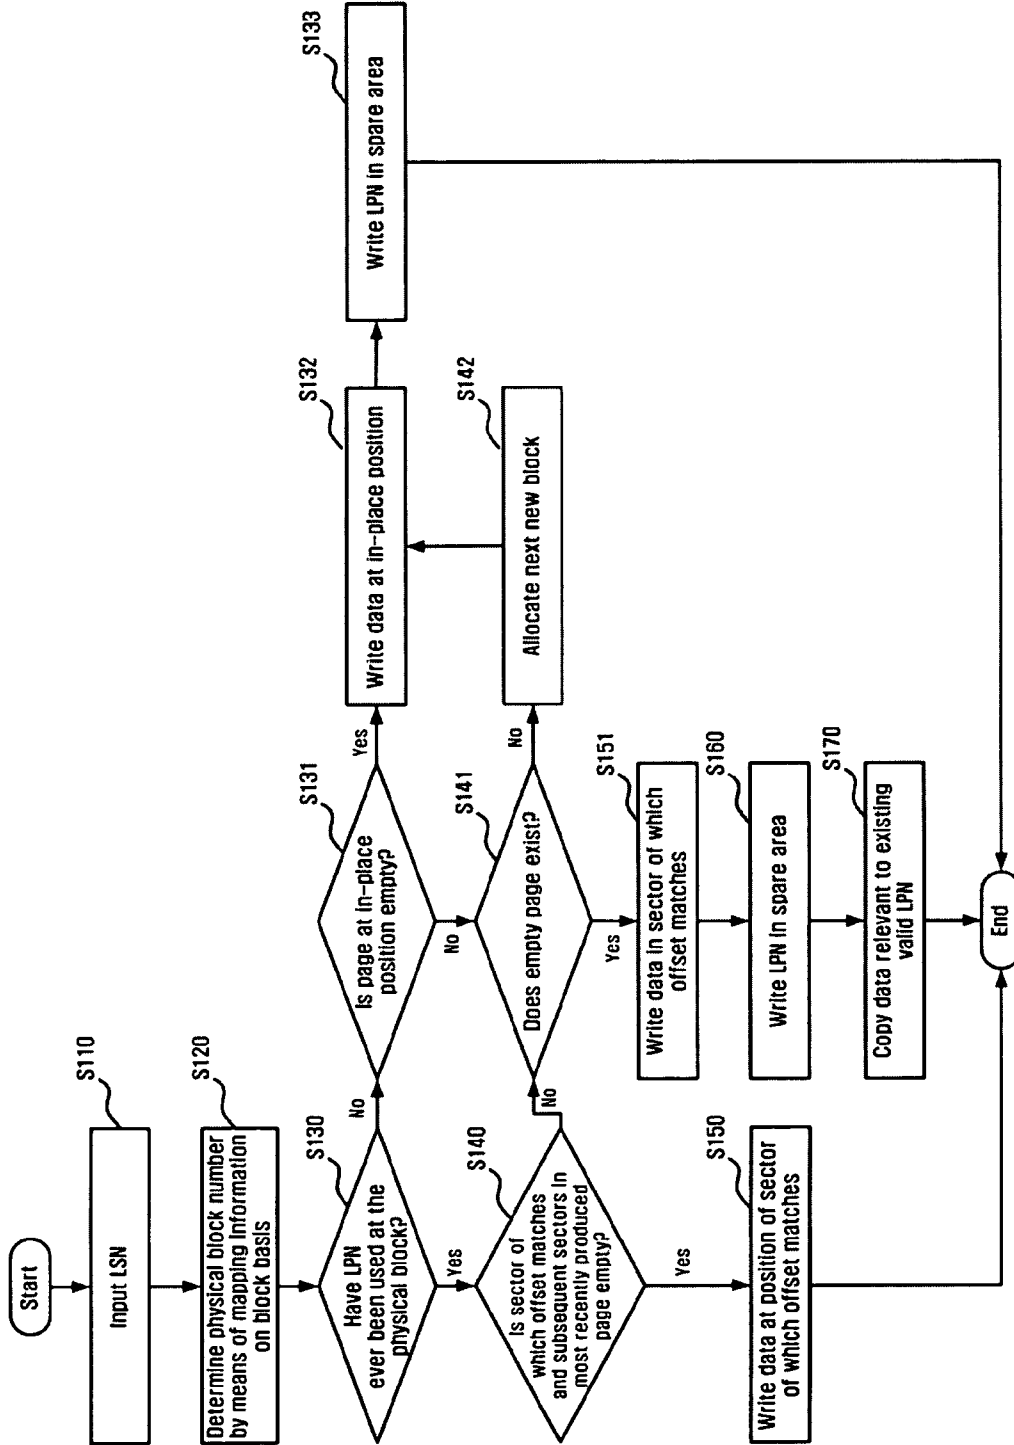 Start
S110
Input LSN
S120
Determine physical block number
by means of mapping Information
on block basis
S130
Have LPN
ever been used at the
physical block?
No
Yes
S131
Is page at in-place
position empty?
Yes
No
S132
Write data at in-place position
S133
Write LPN in spare area
S140
Is sector of
which offset matches
and subsequent sectors in
most recently produced
page empty?
No
Yes
S141
Does empty page exist?
No
Yes
S142
Allocate next new block
S150
Write data at position of sector
of which offset matches
S151
Write data in sector of which
offset matches
S160
Write LPN in spare area
S170
Copy data relevant to existing
valid LPN
End